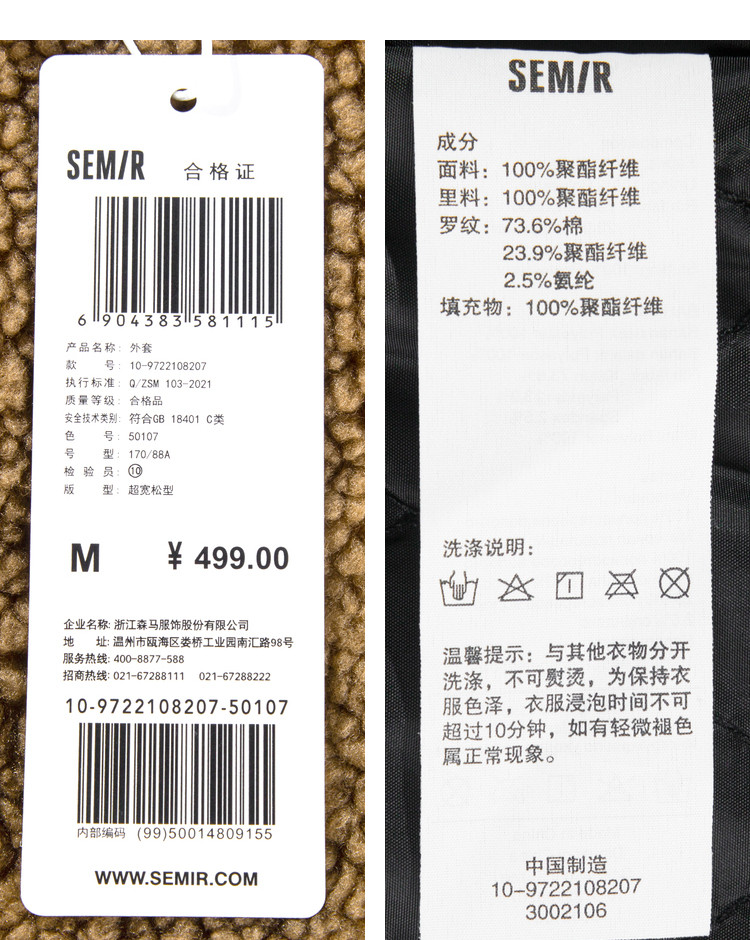 SEMIR
合格证
6 904383 581115
产品名称: 外套
款 号: 10-9722108207
执行标准: Q/ZSM 103-2021
质量等级: 合格品
安全技术类别: 符合GB 18401 C类
色 号: 50107
号 型: 170/88A
检 验 员: ⑩
版 型: 超宽松型
M ¥ 499.00
企业名称: 浙江森马服饰股份有限公司
地 址: 温州市瓯海区娄桥工业园南汇路98号
服务热线: 400-8877-588
招商热线: 021-67288111 021-67288222
10-9722108207-50107
内部编码 (99)50014809155
WWW.SEMIR.COM
SEMIR
成分
面料: 100%聚酯纤维
里料: 100%聚酯纤维
罗纹: 73.6%棉
23.9%聚酯纤维
2.5%氨纶
填充物: 100%聚酯纤维
洗涤说明:
温馨提示: 与其他衣物分开
洗涤，不可熨烫，为保持衣
服色泽，衣服浸泡时间不可
超过10分钟，如有轻微褪色
属正常现象。
中国制造
10-9722108207
3002106